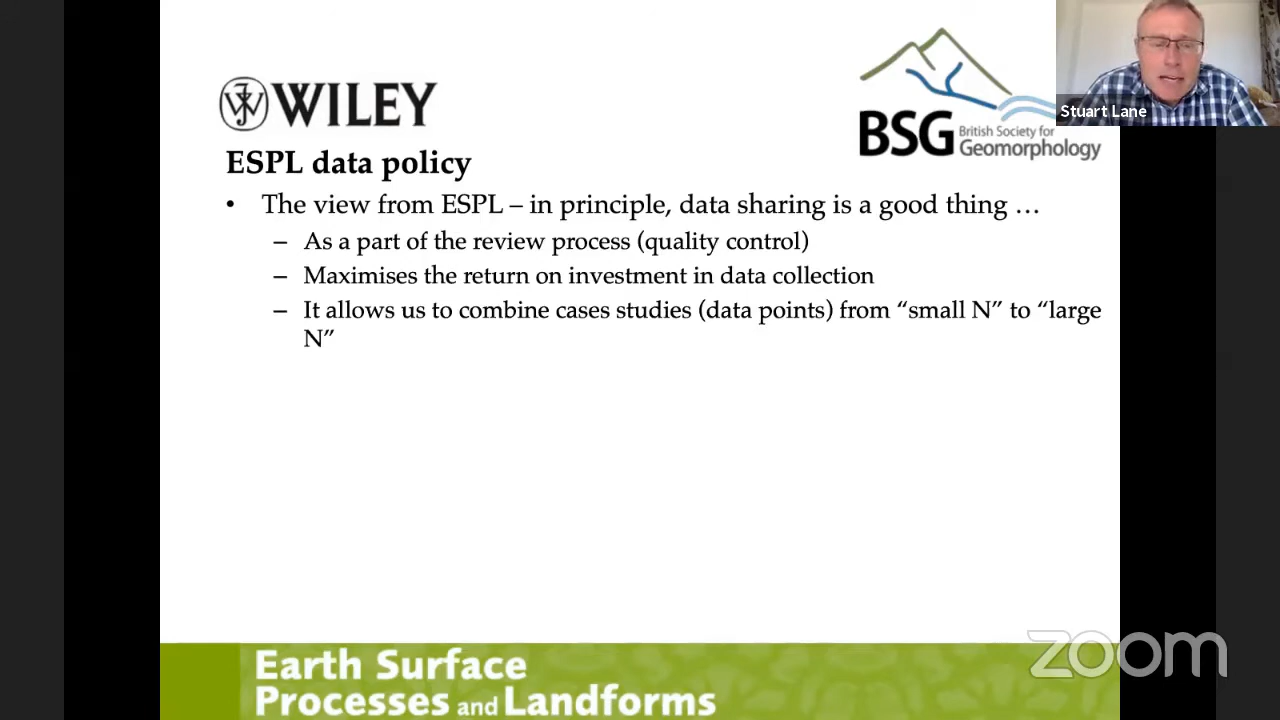 WILEY
BSG British Society for
Geomorphology
Stuart Lane
ESPL data policy
• The view from ESPL – in principle, data sharing is a good thing …
– As a part of the review process (quality control)
– Maximises the return on investment in data collection
– It allows us to combine cases studies (data points) from “small N” to “large
N”
Earth Surface
Processes and Landforms
zoom